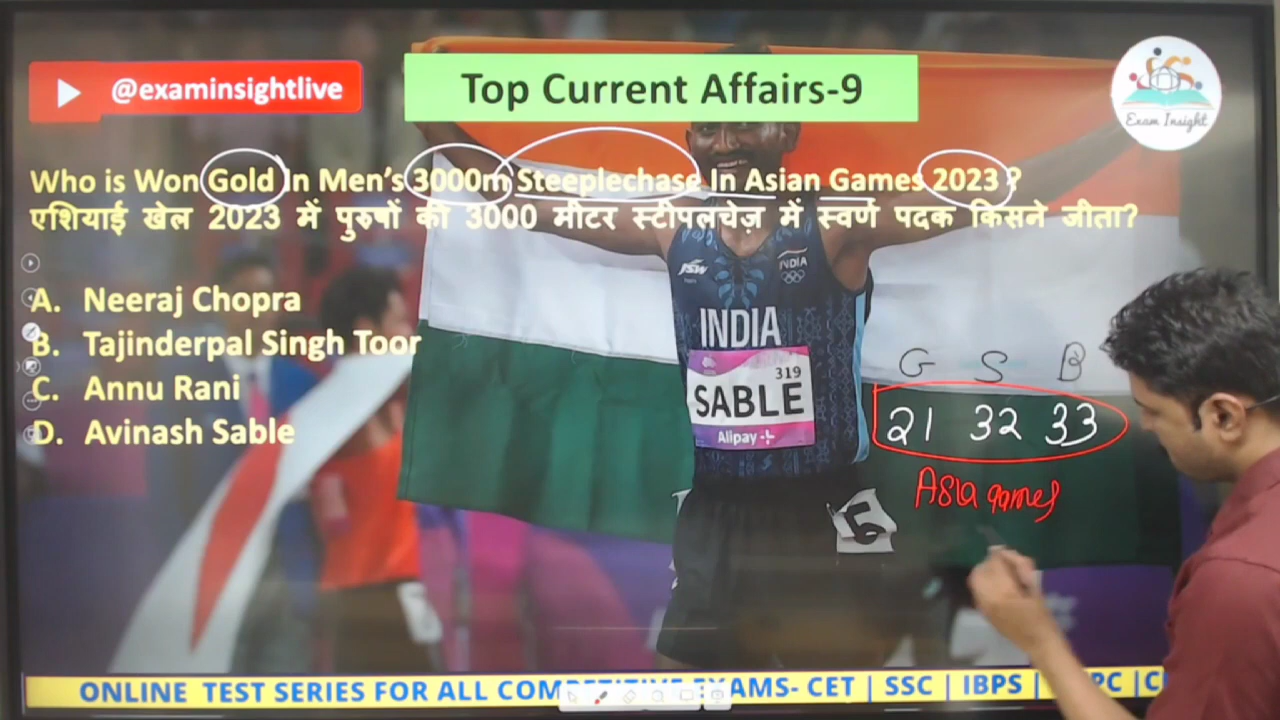 @examinsightlive
Top Current Affairs-9
Exam Insight
Who is Won Gold In Men's 3000m Steeplechase In Asian Games 2023 ?
एशियाई खेल 2023 में पुरुषों की 3000 मीटर स्टीपलचेज़ में स्वर्ण पदक किसने जीता?
A. Neeraj Chopra
B. Tajinderpal Singh Toor
C. Annu Rani
D. Avinash Sable
JSW
INDIA
INDIA
319
SABLE
Alipay
5
G S B
21 32 33
Asia games
ONLINE TEST SERIES FOR ALL EXAMS- CET | SSC | IBPS |